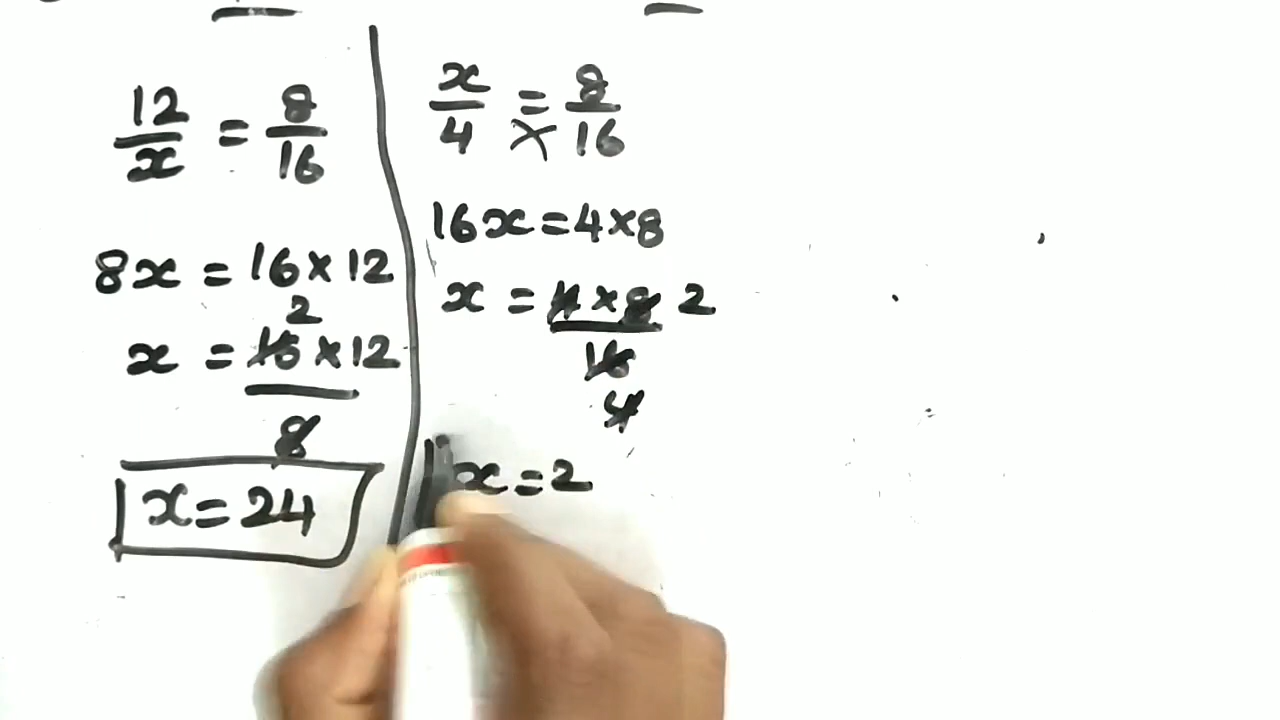 12/x = 8/16
8x = 16×12
2
x = 16×12
8
x = 24
x/4 = 8/16
16x = 4×8
x = 4×8 2
16
4
x = 2